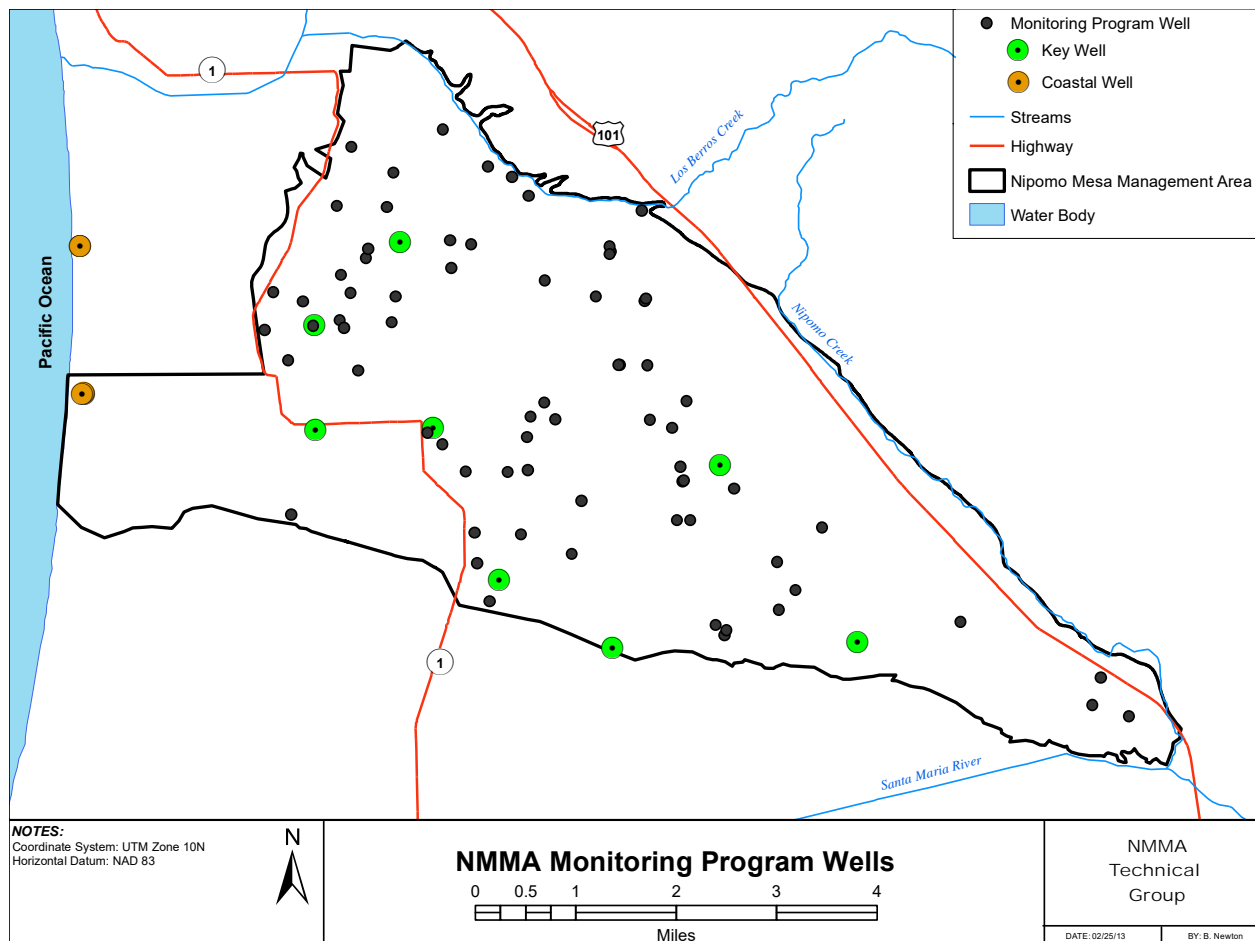 Monitoring Program Well
Key Well
Coastal Well
Streams
Highway
Nipomo Mesa Management Area
Water Body
1
101
Los Berros Creek
Pacific Ocean
Nipomo Creek
1
Santa Maria River
NOTES:
Coordinate System: UTM Zone 10N
Horizontal Datum: NAD 83
N
NMMA Monitoring Program Wells
0 0.5 1 2 3 4
Miles
NMMA
Technical
Group
DATE: 02/25/13
BY: B. Newton